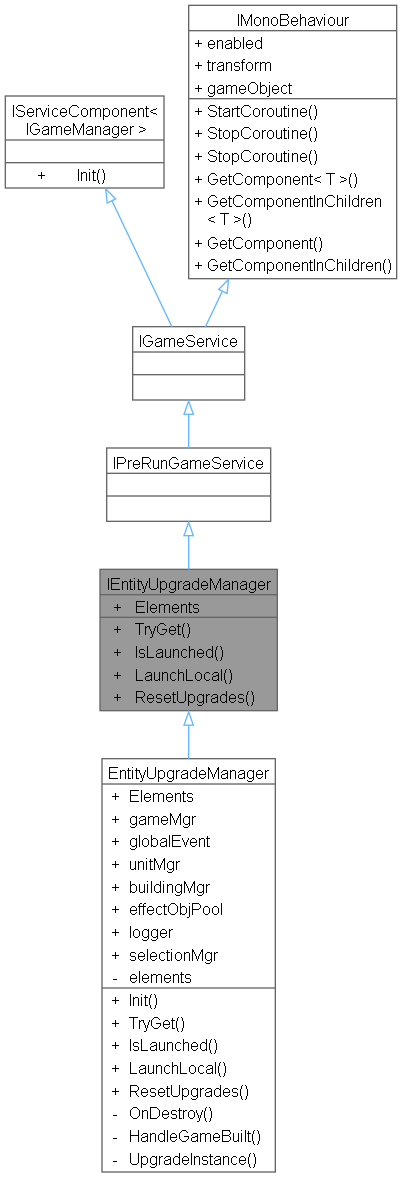 IMonoBehaviour
+ enabled
+ transform
+ gameObject
+ StartCoroutine()
+ StopCoroutine()
+ StopCoroutine()
+ GetComponent< T >()
+ GetComponentInChildren
< T >()
+ GetComponent()
+ GetComponentInChildren()
IServiceComponent<
IGameManager >
+ Init()
IGameService
IPreRunGameService
IEntityUpgradeManager
+ Elements
+ TryGet()
+ IsLaunched()
+ LaunchLocal()
+ ResetUpgrades()
EntityUpgradeManager
+ Elements
+ gameMgr
+ globalEvent
+ unitMgr
+ buildingMgr
+ effectObjPool
+ logger
+ selectionMgr
- elements
+ Init()
+ TryGet()
+ IsLaunched()
+ LaunchLocal()
+ ResetUpgrades()
- OnDestroy()
- HandleGameBuilt()
- UpgradeInstance()